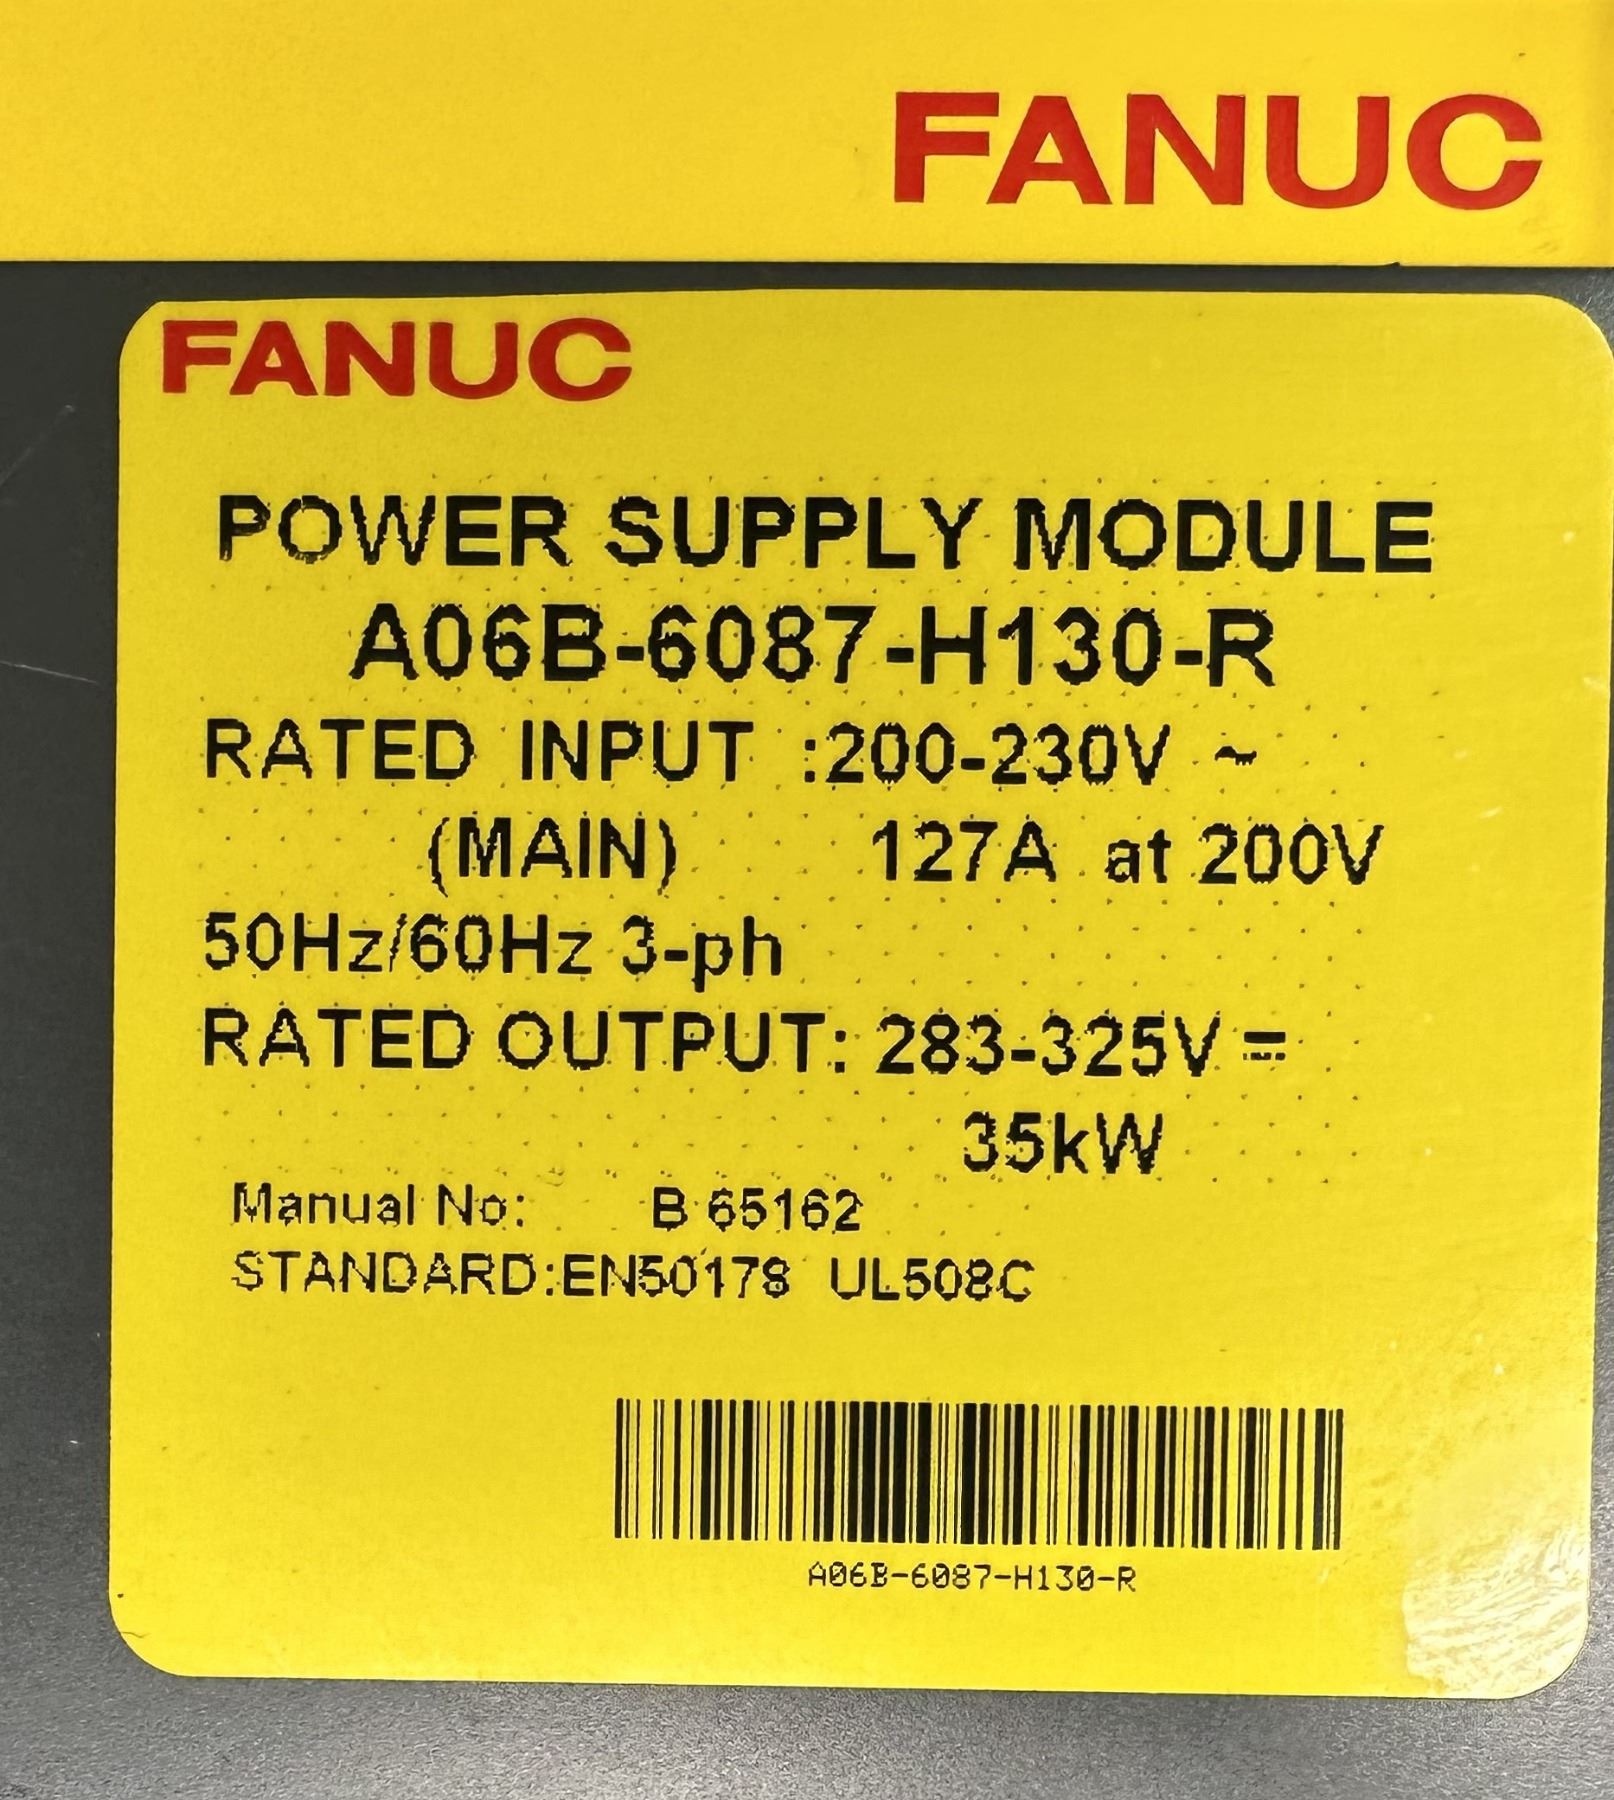 FANUC
FANUC
POWER SUPPLY MODULE
A06B-6087-H130-R
RATED INPUT :200-230V ~
(MAIN) 127A at 200V
50Hz/60Hz 3-ph
RATED OUTPUT: 283-325V ⎓
35kW
Manual No: B 65162
STANDARD:EN50178 UL508C
A06B-6087-H130-R